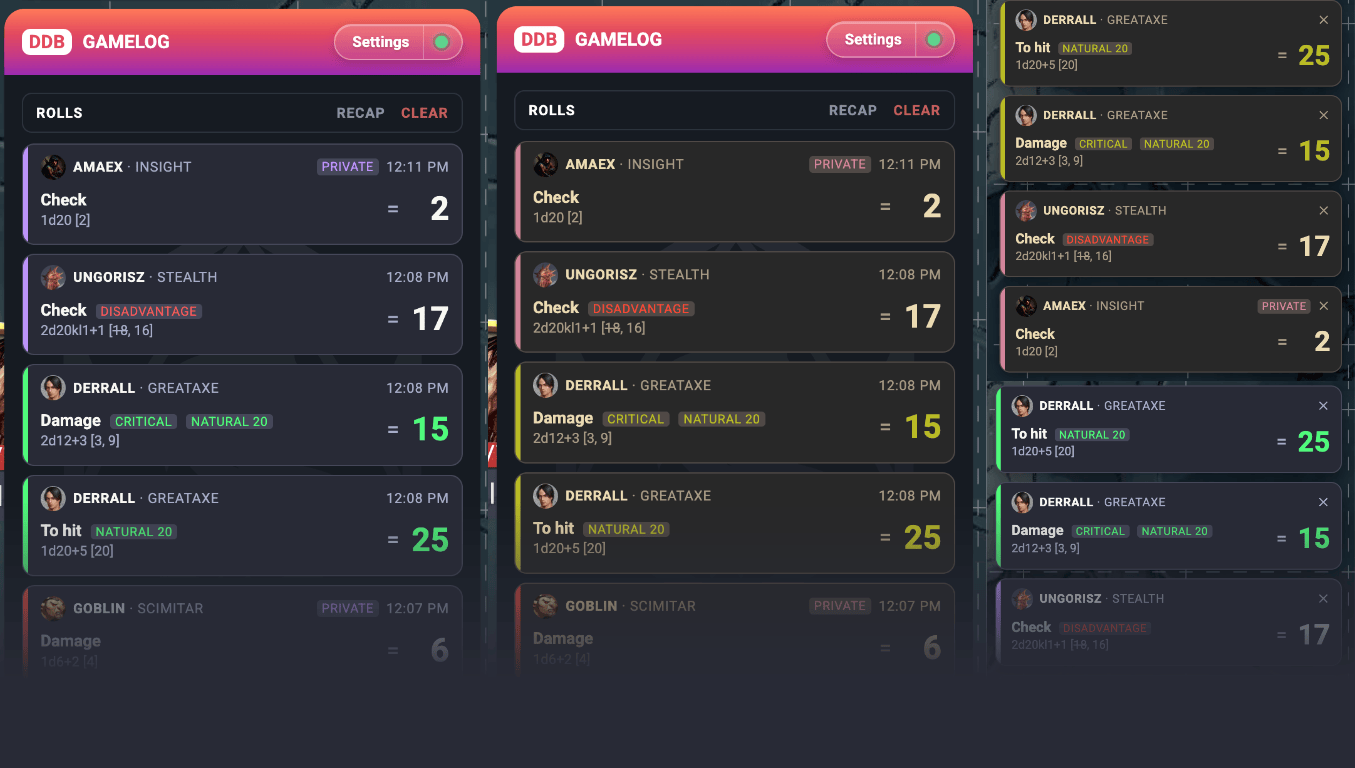 DDB GAMELOG Settings
ROLLS RECAP CLEAR
AMAEX · INSIGHT PRIVATE 12:11 PM
Check
1d20 [2] = 2
UNGORISZ · STEALTH 12:08 PM
Check DISADVANTAGE
2d20kl1+1 [18, 16] = 17
DERRALL · GREATAXE 12:08 PM
Damage CRITICAL NATURAL 20
2d12+3 [3, 9] = 15
DERRALL · GREATAXE 12:08 PM
To hit NATURAL 20
1d20+5 [20] = 25
GOBLIN · SCIMITAR PRIVATE 12:07 PM
Damage
1d6+2 [4] = 6
DDB GAMELOG Settings
ROLLS RECAP CLEAR
AMAEX · INSIGHT PRIVATE 12:11 PM
Check
1d20 [2] = 2
UNGORISZ · STEALTH 12:08 PM
Check DISADVANTAGE
2d20kl1+1 [18, 16] = 17
DERRALL · GREATAXE 12:08 PM
Damage CRITICAL NATURAL 20
2d12+3 [3, 9] = 15
DERRALL · GREATAXE 12:08 PM
To hit NATURAL 20
1d20+5 [20] = 25
GOBLIN · SCIMITAR PRIVATE 12:07 PM
Damage
1d6+2 [4] = 6
DERRALL · GREATAXE ×
To hit NATURAL 20
1d20+5 [20] = 25
DERRALL · GREATAXE ×
Damage CRITICAL NATURAL 20
2d12+3 [3, 9] = 15
UNGORISZ · STEALTH ×
Check DISADVANTAGE
2d20kl1+1 [18, 16] = 17
AMAEX · INSIGHT PRIVATE ×
Check
1d20 [2] = 2
DERRALL · GREATAXE ×
To hit NATURAL 20
1d20+5 [20] = 25
DERRALL · GREATAXE ×
Damage CRITICAL NATURAL 20
2d12+3 [3, 9] = 15
UNGORISZ · STEALTH ×
Check DISADVANTAGE
2d20kl1+1 [18, 16] = 17